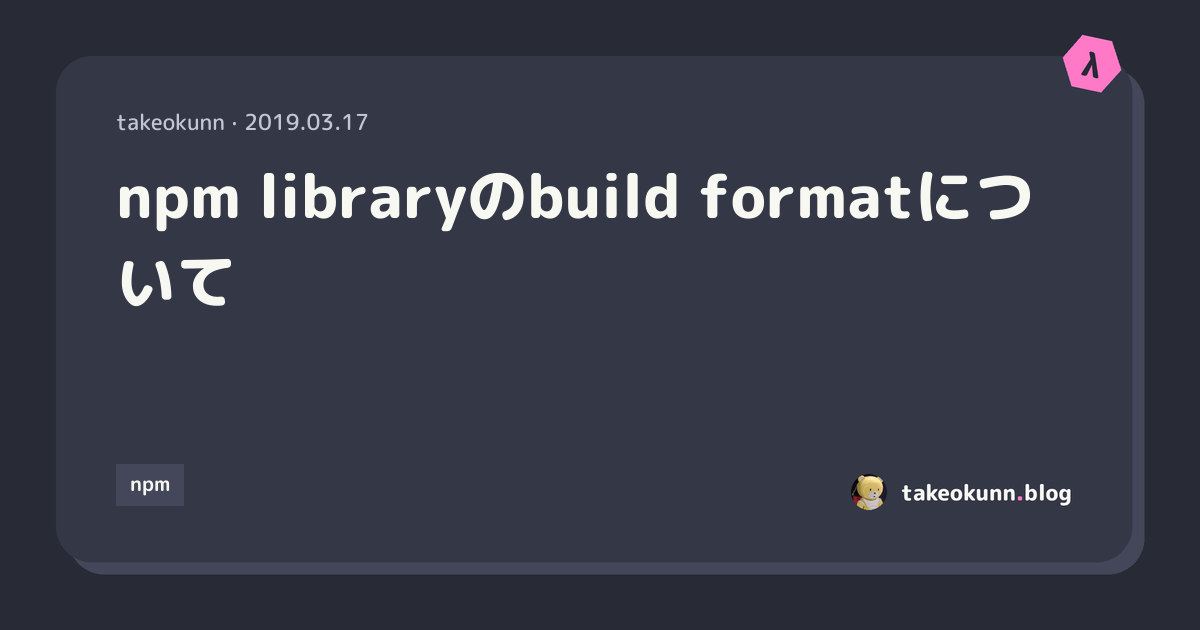 λ
takeokunn · 2019.03.17
npm libraryのbuild formatにつ
いて
npm
takeokunn.blog